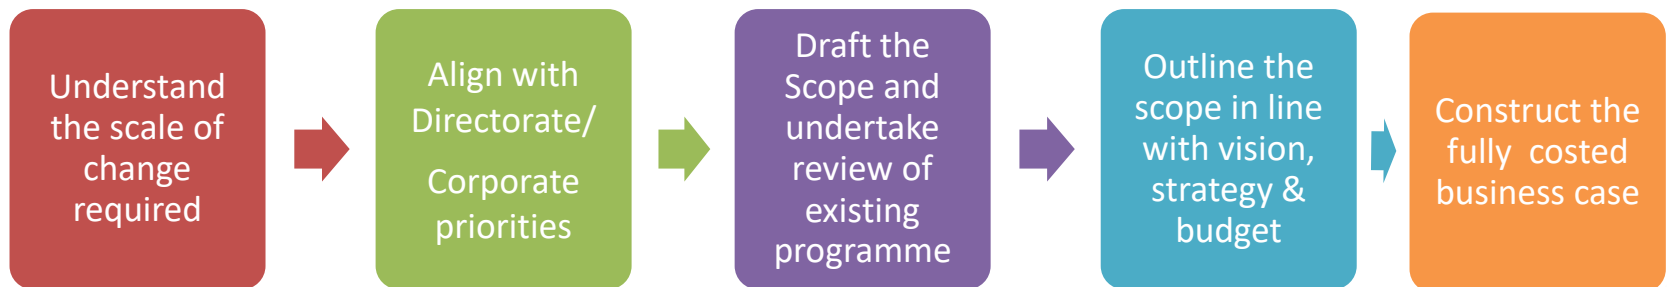 Understand
the scale of
change
required
Align with
Directorate/
Corporate
priorities
Draft the
Scope and
undertake
review of
existing
programme
Outline the
scope in line
with vision,
strategy &
budget
Construct the
fully  costed
business case